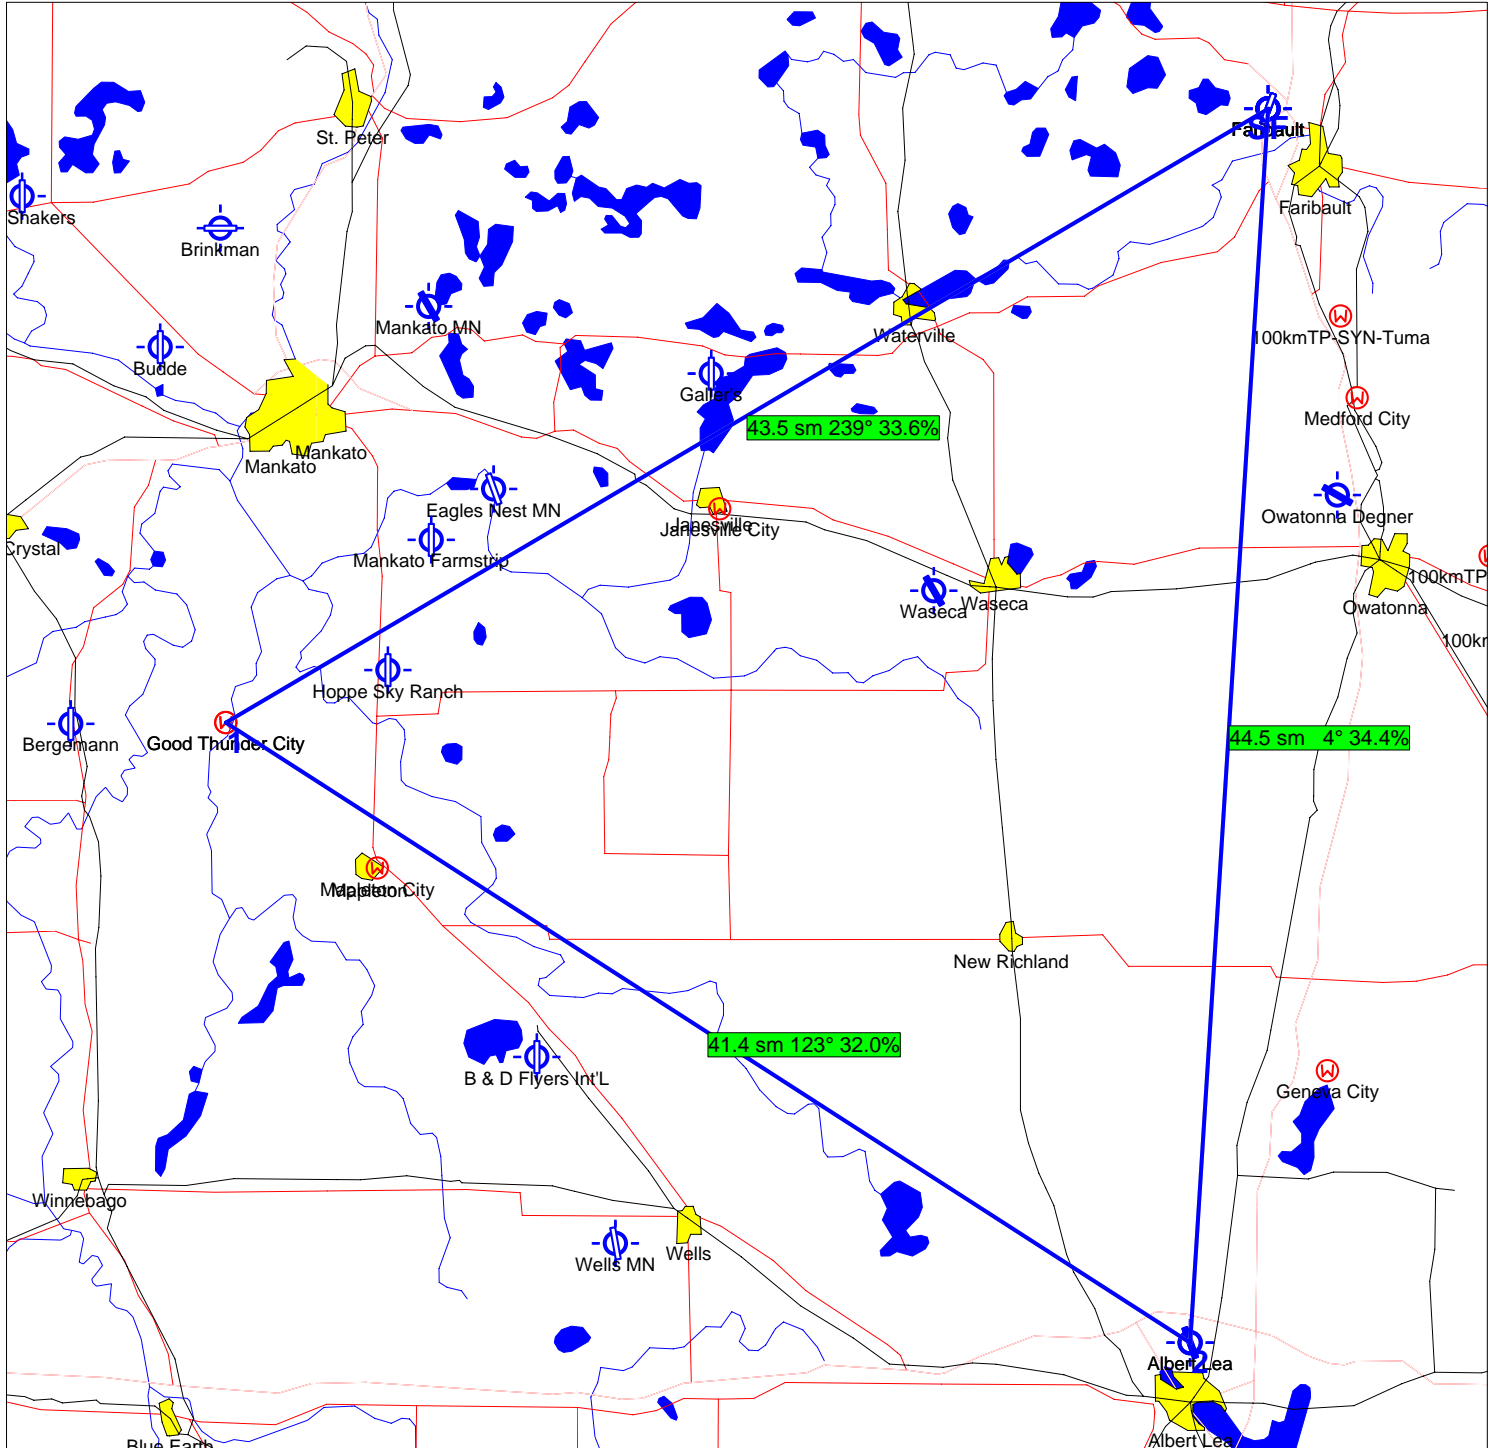 St. Peter
Faribault
SF
Snakers
Brinkman
Faribault
Mankato MN
Waterville
100kmTP-SYN-Tuma
Budde
Galler's
Medford City
43.5 sm 239° 33.6%
Mankato
Mankato
Eagles Nest MN
Janesville
Janesville City
Owatonna Degner
Crystal
Mankato Farmstrip
100kmTP
Waseca
Waseca
Owatonna
100kr
Hoppe Sky Ranch
Bergemann
Good Thunder City
1
44.5 sm 4° 34.4%
Mapleton City
Mapleton
New Richland
41.4 sm 123° 32.0%
B & D Flyers Int'L
Geneva City
Winnebago
Wells MN
Wells
Albert Lea
2
Albert Lea
Blue Earth